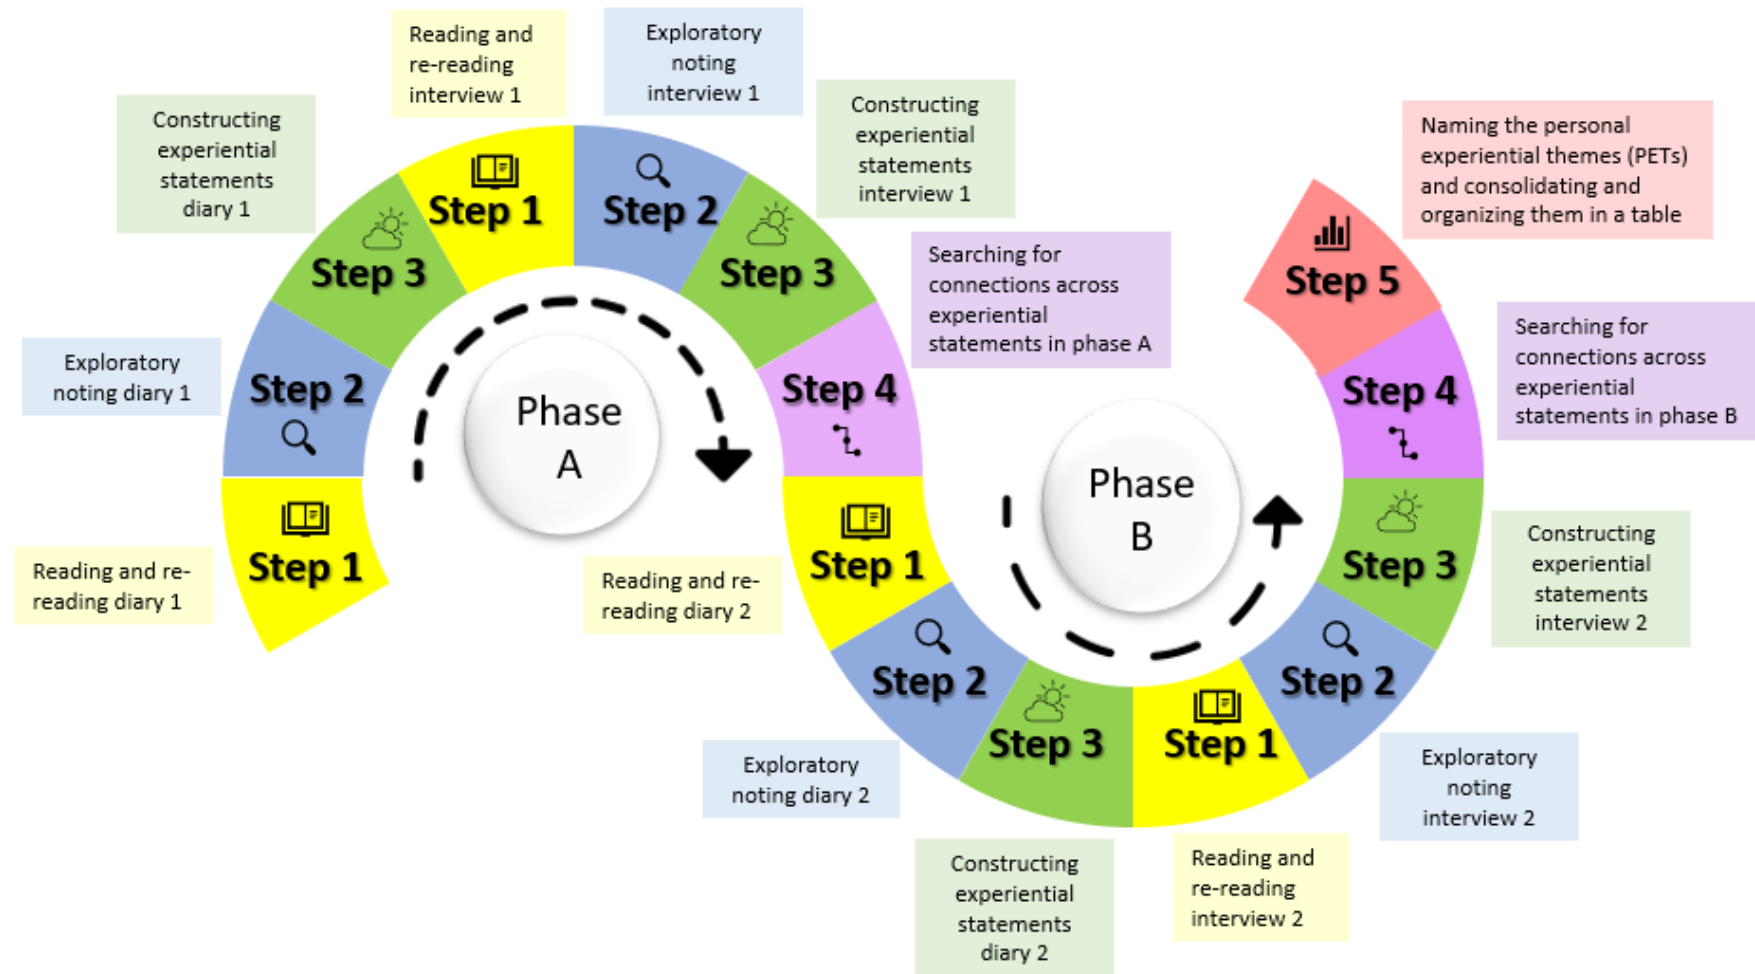 Reading and re-
reading diary 1
Step 1
Exploratory
noting diary 1
Step 2
Constructing
experiential
statements
diary 1
Step 3
Reading and
re-reading
interview 1
Step 1
Exploratory
noting
interview 1
Step 2
Constructing
experiential
statements
interview 1
Step 3
Searching for
connections across
experiential
statements in phase A
Step 4
Phase
A
Reading and re-
reading diary 2
Step 1
Exploratory
noting diary 2
Step 2
Constructing
experiential
statements
diary 2
Step 3
Reading and
re-reading
interview 2
Step 1
Exploratory
noting
interview 2
Step 2
Constructing
experiential
statements
interview 2
Step 3
Searching for
connections across
experiential
statements in phase B
Step 4
Naming the personal
experiential themes (PETs)
and consolidating and
organizing them in a table
Step 5
Phase
B